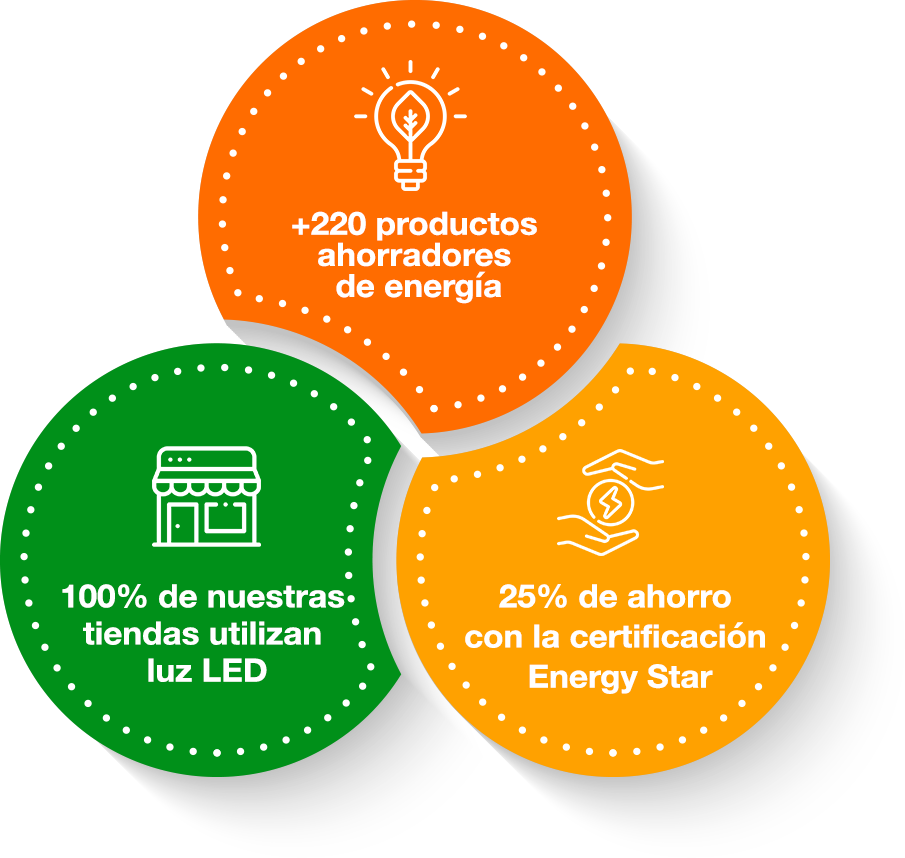 +220 productos
ahorradores
de energía
100% de nuestras
tiendas utilizan
luz LED
25% de ahorro
con la certificación
Energy Star